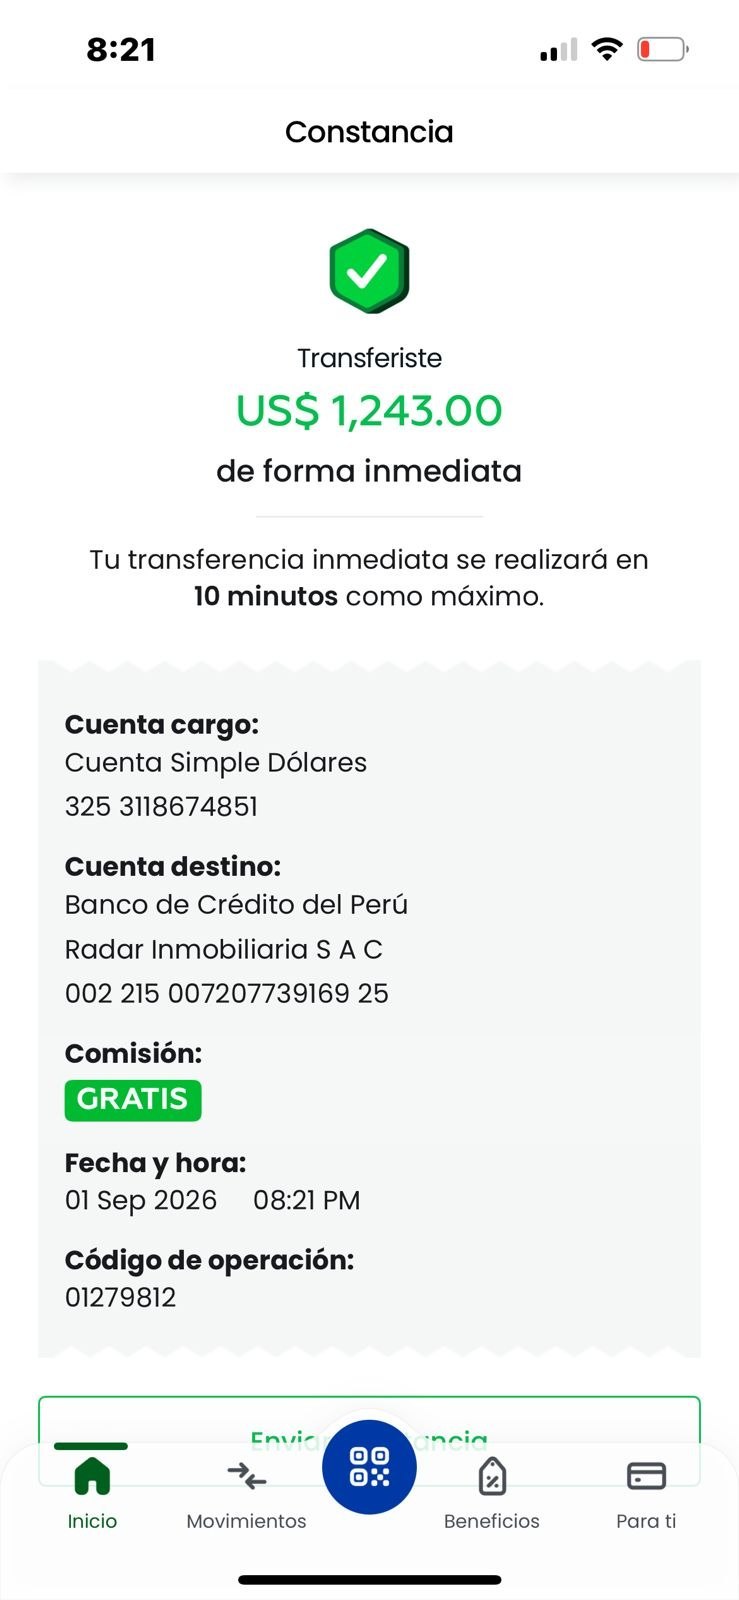 8:21
Constancia
Transferiste
US$ 1,243.00
de forma inmediata
Tu transferencia inmediata se realizará en
10 minutos como máximo.
Cuenta cargo:
Cuenta Simple Dólares
325 3118674851
Cuenta destino:
Banco de Crédito del Perú
Radar Inmobiliaria S A C
002 215 007207739169 25
Comisión:
GRATIS
Fecha y hora:
01 Sep 2026 08:21 PM
Código de operación:
01279812
Inicio
Movimientos
Beneficios
Para ti